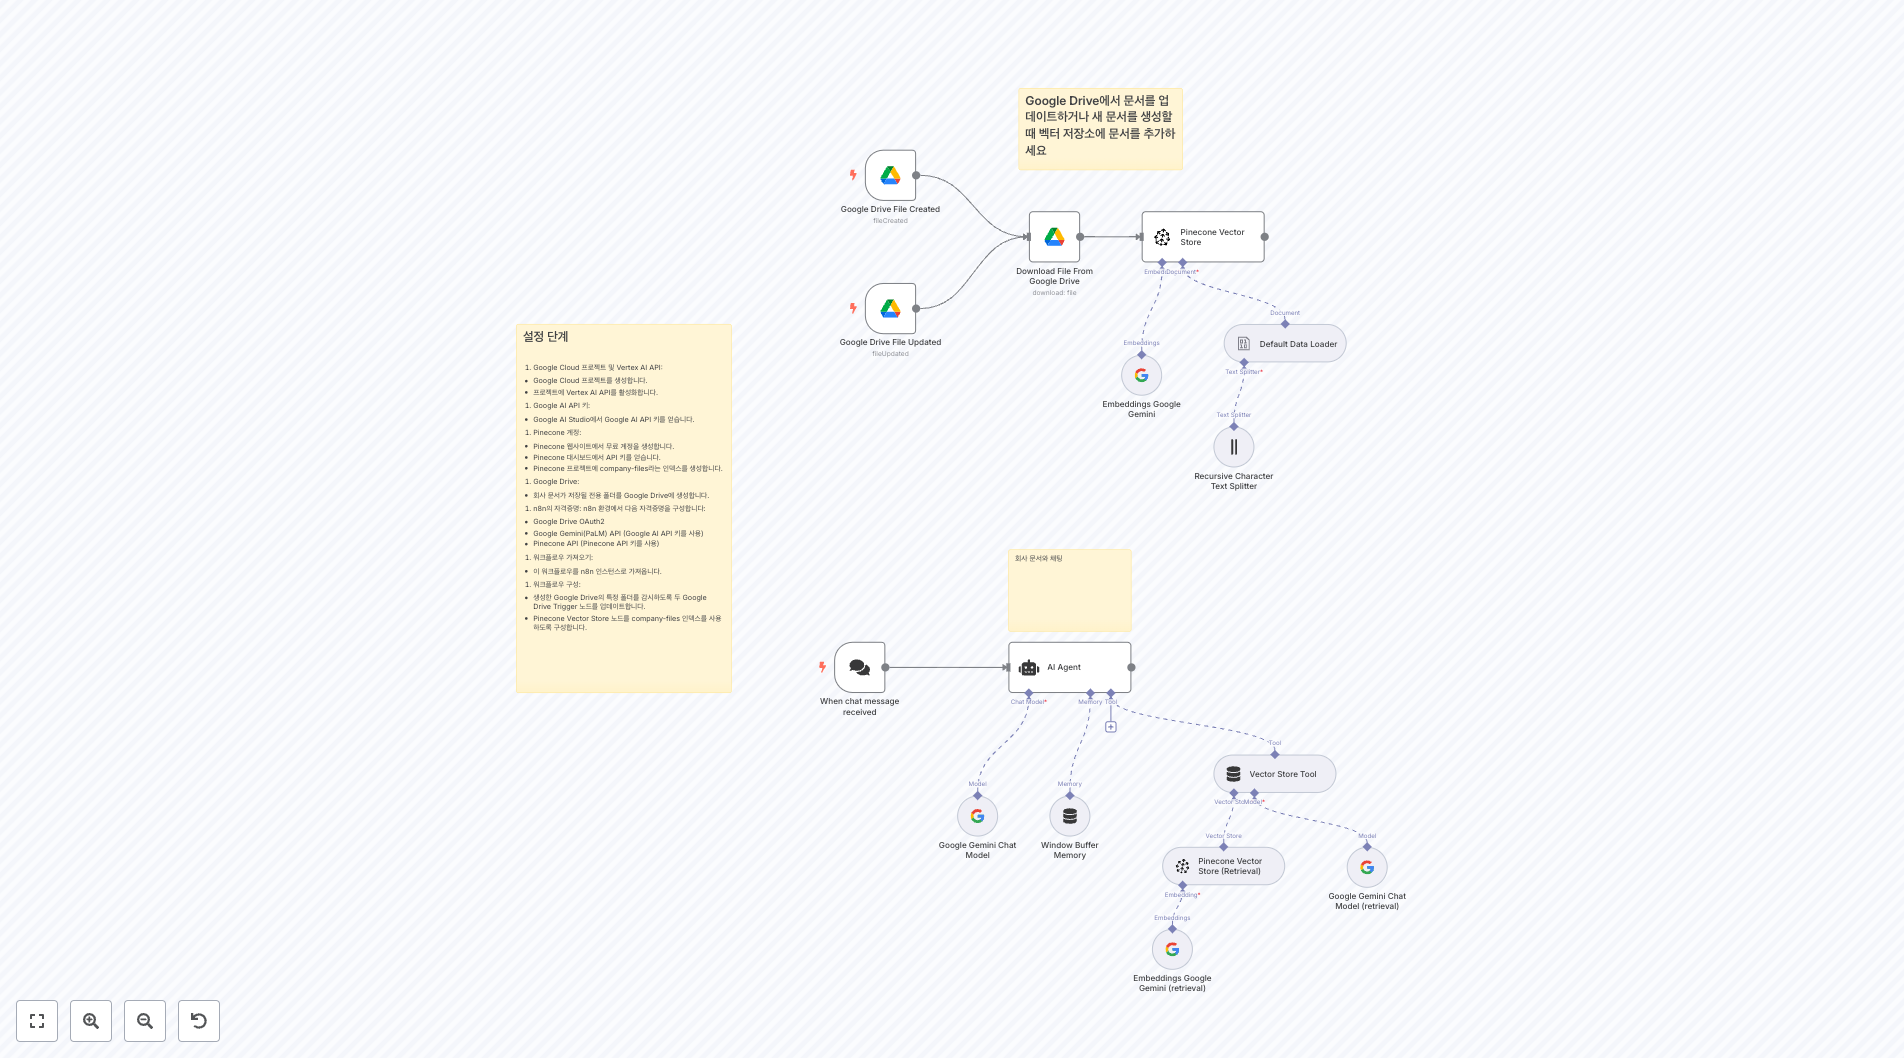 Google Drive에서 문서를 업
데이트하거나 새 문서를 생성할
때 벡터 저장소에 문서를 추가하
세요
Google Drive File Created
fileCreated
Google Drive File Updated
fileUpdated
Download File From
Google Drive
download: file
Pinecone Vector
Store
Embed
Document*
Embeddings
Embeddings Google
Gemini
Document
Default Data Loader
Text Splitter*
Text Splitter
Recursive Character
Text Splitter
설정 단계
1. Google Cloud 프로젝트 및 Vertex AI API:
• Google Cloud 프로젝트를 생성합니다.
• 프로젝트에 Vertex AI API를 활성화합니다.
1. Google AI API 키:
• Google AI Studio에서 Google AI API 키를 얻습니다.
1. Pinecone 계정:
• Pinecone 웹사이트에서 무료 계정을 생성합니다.
• Pinecone 대시보드에서 API 키를 얻습니다.
• Pinecone 프로젝트에 company-files라는 인덱스를 생성합니다.
1. Google Drive:
• 회사 문서가 저장될 전용 폴더를 Google Drive에 생성합니다.
1. n8n의 자격증명: n8n 환경에서 다음 자격증명을 구성합니다:
• Google Drive OAuth2
• Google Gemini(PaLM) API (Google AI API 키를 사용)
• Pinecone API (Pinecone API 키를 사용)
1. 워크플로우 가져오기:
• 이 워크플로우를 n8n 인스턴스로 가져옵니다.
1. 워크플로우 구성:
• 생성한 Google Drive의 특정 폴더를 감시하도록 두 Google
Drive Trigger 노드를 업데이트합니다.
• Pinecone Vector Store 노드를 company-files 인덱스를 사용
하도록 구성합니다.
회사 문서와 채팅
When chat message
received
AI Agent
Chat Model*
Memory
Tool
Model
Google Gemini Chat
Model
Memory
Window Buffer
Memory
Tool
Vector Store Tool
Vector Sto
Model*
Vector Store
Pinecone Vector
Store (Retrieval)
Embedding*
Embeddings
Embeddings Google
Gemini (retrieval)
Model
Google Gemini Chat
Model (retrieval)